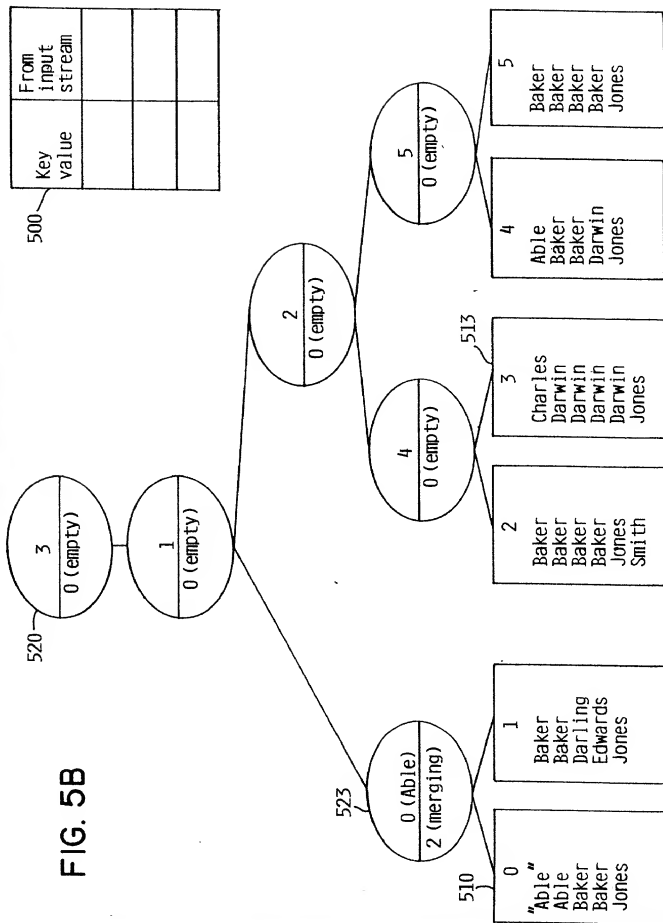 FIG. 5B
500
Key value
From input stream
520
3
0 (empty)
1
0 (empty)
2
0 (empty)
523
0 (Able)
2 (merging)
4
0 (empty)
5
0 (empty)
510
0
"Able"
Able
Baker
Baker
Jones
1
Baker
Baker
Darling
Edwards
Jones
2
Baker
Baker
Baker
Baker
Jones
Smith
513
3
Charles
Darwin
Darwin
Darwin
Jones
4
Able
Baker
Baker
Darwin
Jones
5
Baker
Baker
Baker
Baker
Jones